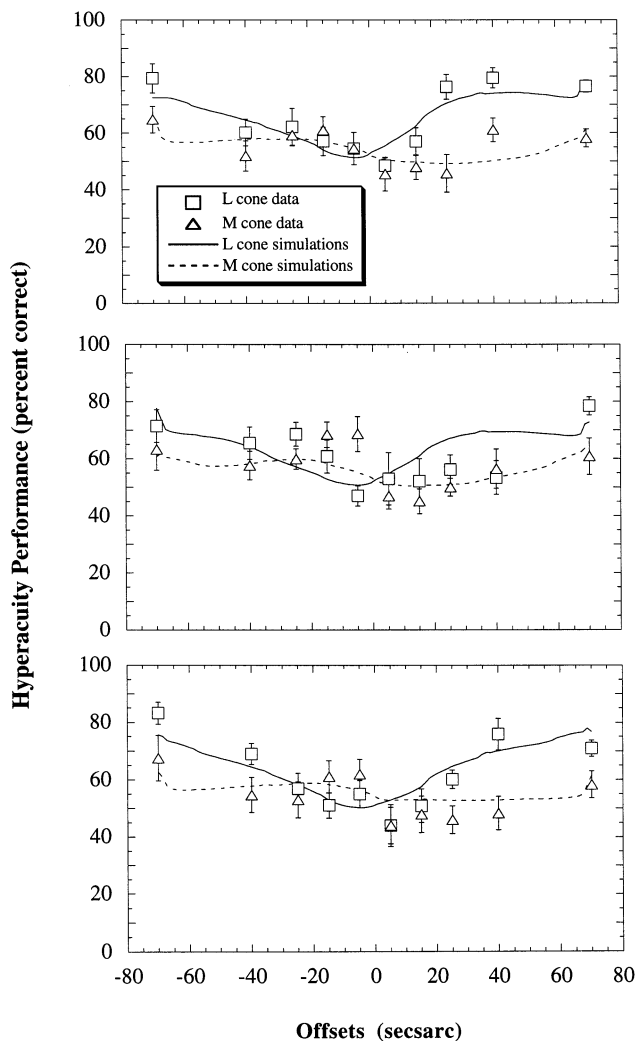 100
80
60
40
20
0
L cone data
M cone data
L cone simulations
M cone simulations
100
80
60
40
20
0
100
80
60
40
20
0
-80 -60 -40 -20 0 20 40 60 80
Hyperacuity Performance (percent correct)
Offsets (secsarc)